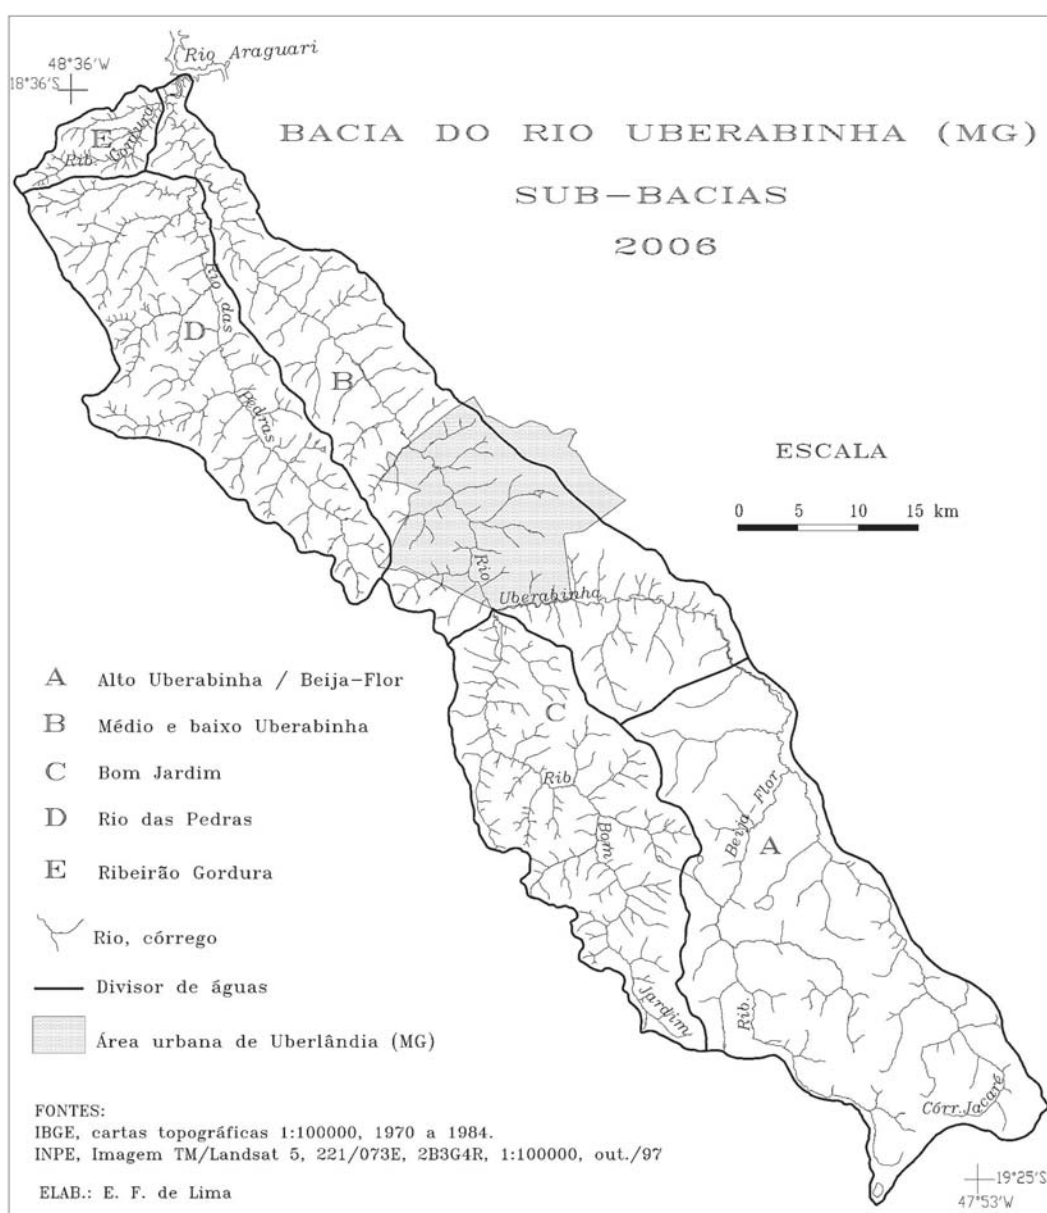 Rio Araguari
48°36'W
18°36'S
BACIA DO RIO UBERABINHA (MG)
SUB-BACIAS
2006
E
Rib. Gordura
Rio das Pedras
D
B
ESCALA
0 5 10 15 km
Rio
Uberabinha
C
Rib.
Bom
Jardim
Beija-Flor
A
Rib.
Córr. Jacaré
A Alto Uberabinha / Beija-Flor
B Médio e baixo Uberabinha
C Bom Jardim
D Rio das Pedras
E Ribeirão Gordura
Rio, córrego
Divisor de águas
Área urbana de Uberlândia (MG)
FONTES:
IBGE, cartas topográficas 1:100000, 1970 a 1984.
INPE, Imagem TM/Landsat 5, 221/073E, 2B3G4R, 1:100000, out./97
ELAB.: E. F. de Lima
19°25'S
47°53'W